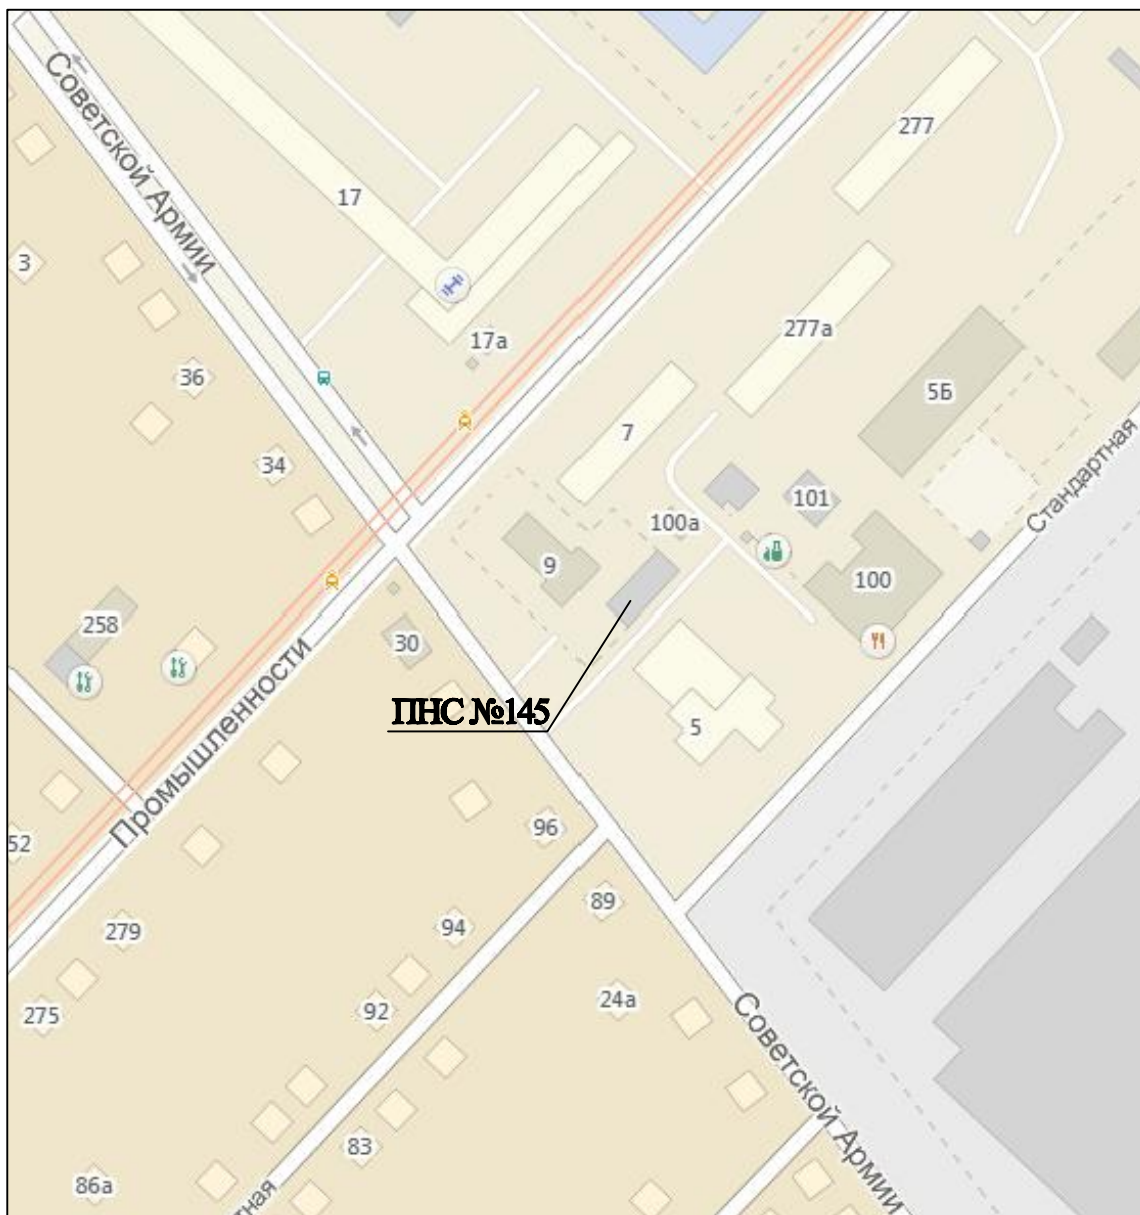 Советской Армии
277
17
3
17а
277а
36
5Б
7
34
Стандартная
101
100а
9
100
258
30
ПНС №145
5
Промышленности
96
52
89
279
94
24а
275
92
Советской Армии
83
86а
тная